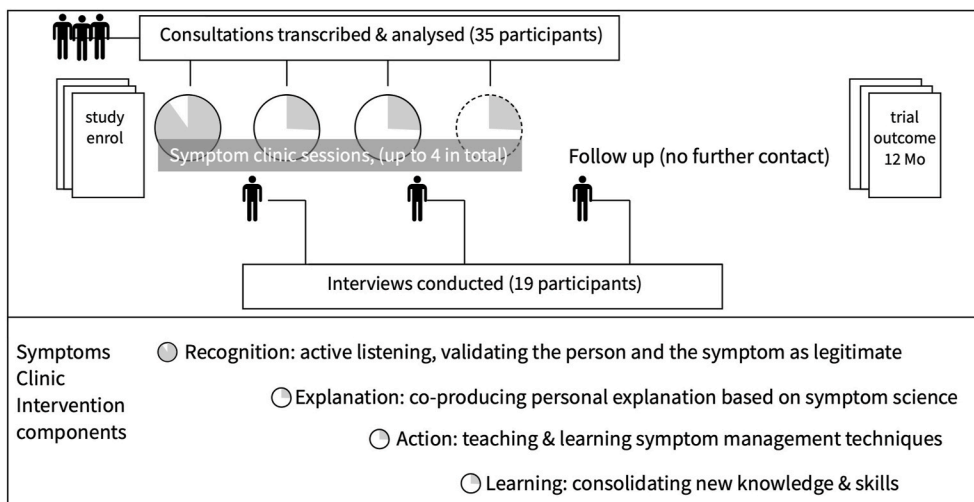 Consultations transcribed & analysed (35 participants)
study
enrol
trial
outcome
12 Mo
Symptom clinic sessions, (up to 4 in total)
Follow up (no further contact)
Interviews conducted (19 participants)
Symptoms
Clinic
Intervention
components
Recognition: active listening, validating the person and the symptom as legitimate
Explanation: co-producing personal explanation based on symptom science
Action: teaching & learning symptom management techniques
Learning: consolidating new knowledge & skills